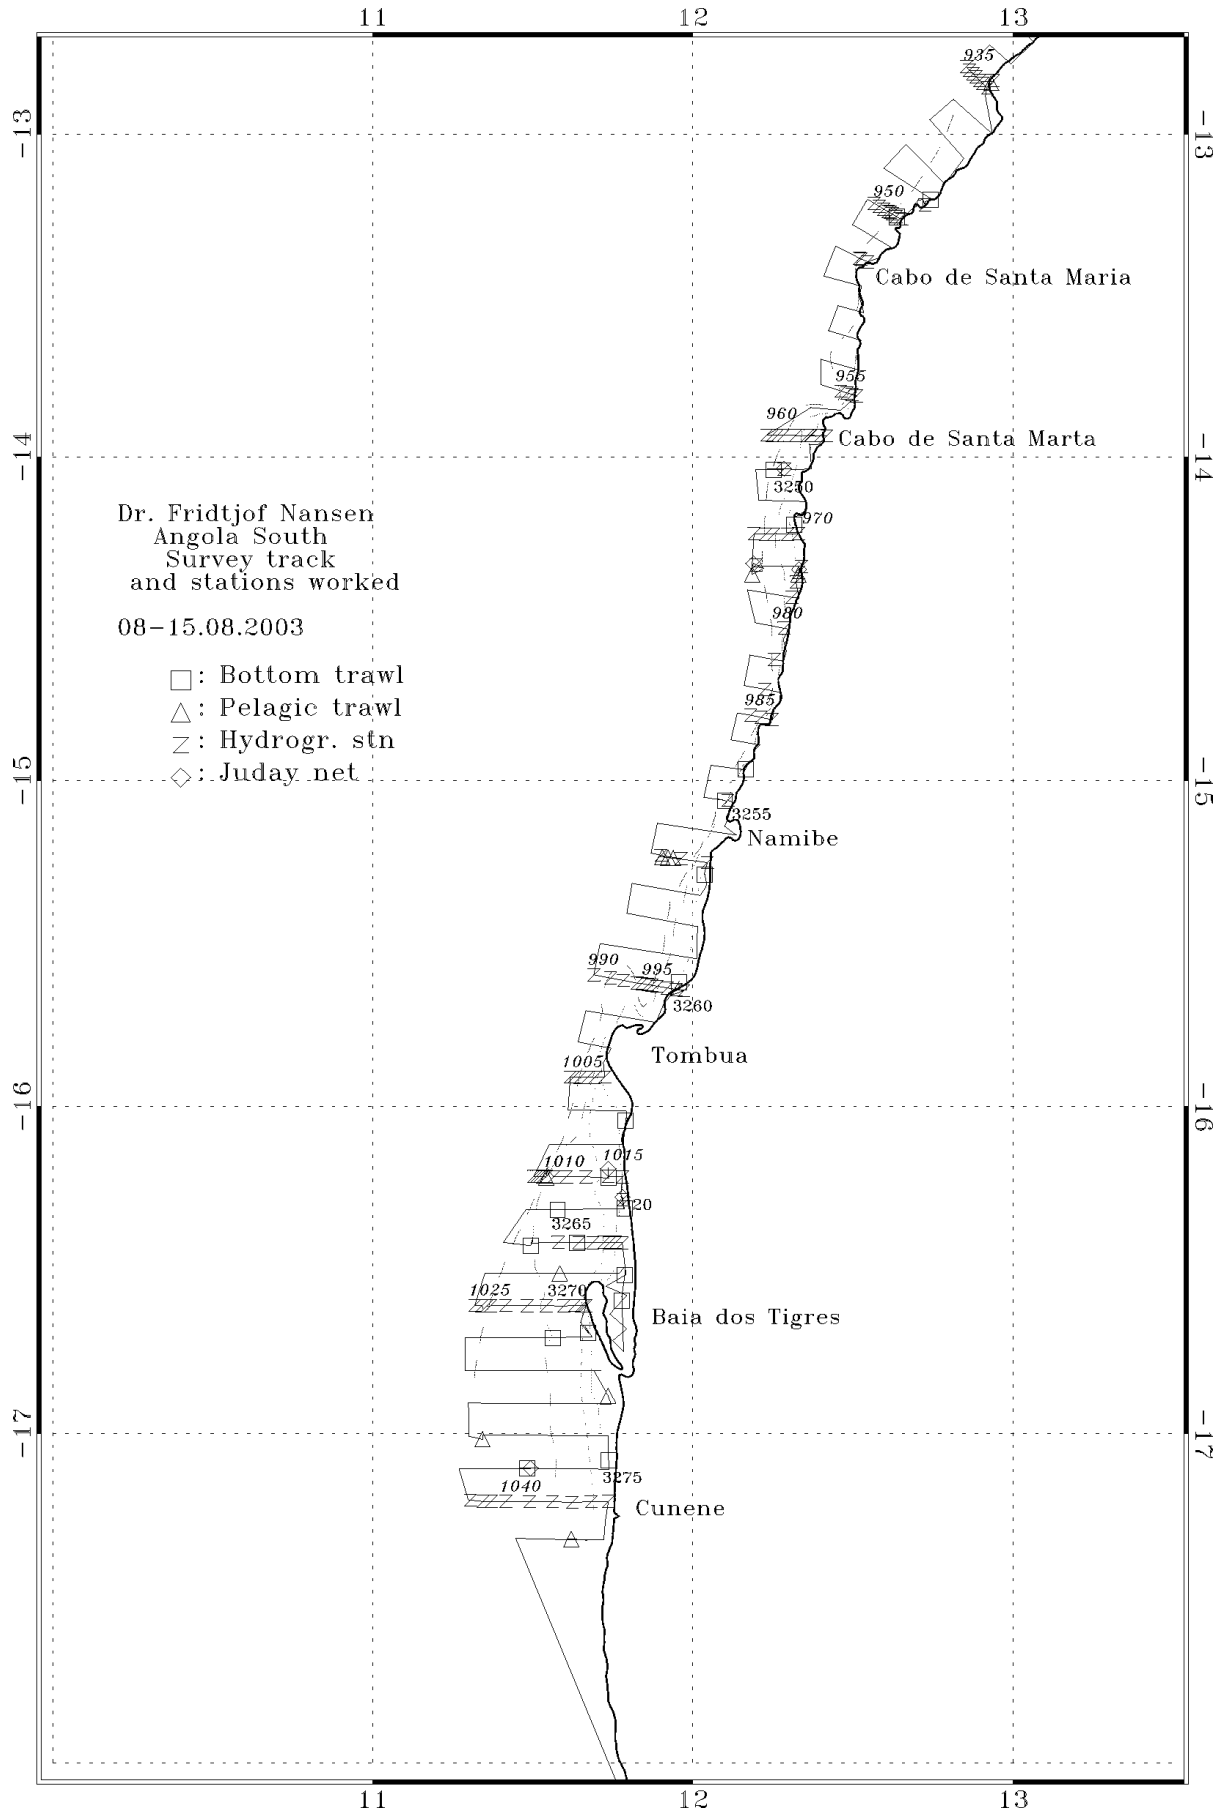 11 12 13
935
-13 -13
950
Cabo de Santa Maria
955
960
Cabo de Santa Marta
-14 -14
3250
970
Dr. Fridtjof Nansen
Angola South
Survey track
and stations worked
980
08-15.08.2003
: Bottom trawl
985
: Pelagic trawl
: Hydrogr. stn
: Juday net
-15 -15
3255
Namibe
990 995
3260
Tombua
1005
-16 -16
1010 1015
20
3265
1025 3270
Baia dos Tigres
-17 -17
3275
1040
Cunene
11 12 13